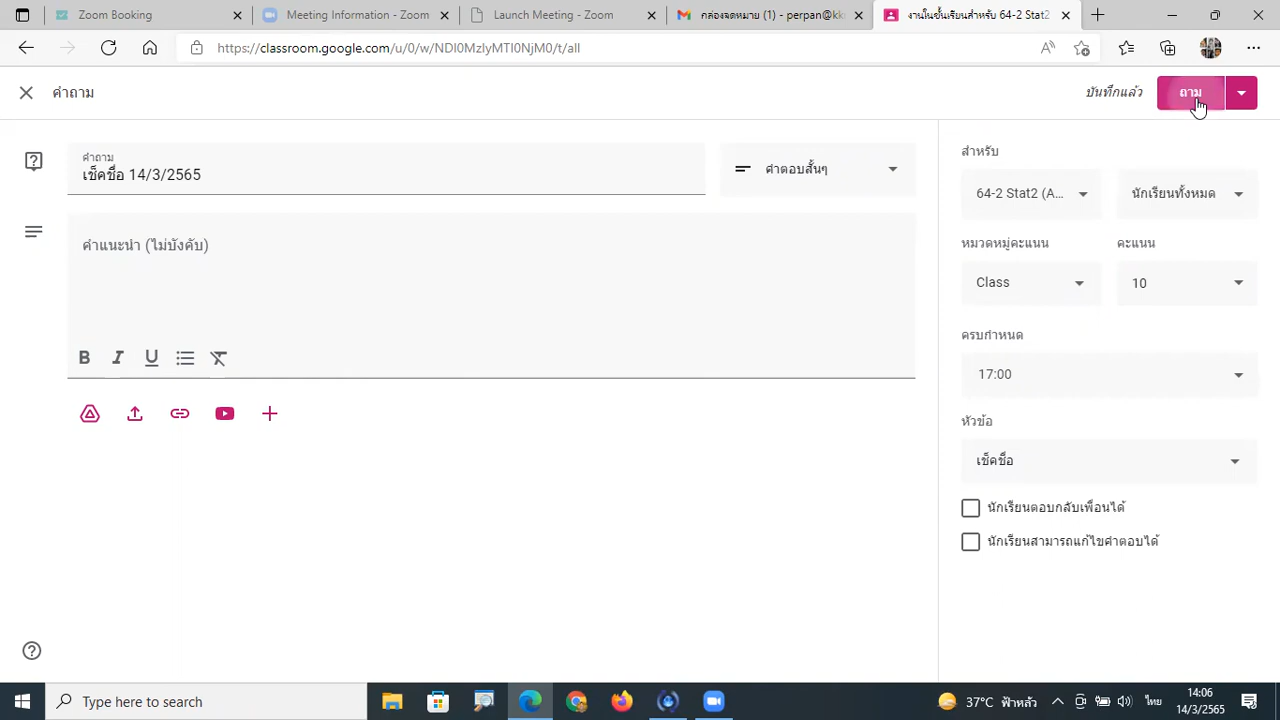 Zoom Booking
Meeting Information - Zoom
Launch Meeting - Zoom
กล่องจดหมาย (1) - perpan@kk
งานในชั้นเรียนสำหรับ 64-2 Stat2
https://classroom.google.com/u/0/w/NDI0MzIyMTI0NjM0/t/all
คำถาม
บันทึกแล้ว
ถาม
คำถาม
เช็คชื่อ 14/3/2565
คำตอบสั้นๆ
คำแนะนำ (ไม่บังคับ)
B I U
สำหรับ
64-2 Stat2 (A...
นักเรียนทั้งหมด
หมวดหมู่คะแนน
คะแนน
Class
10
ครบกำหนด
17:00
หัวข้อ
เช็คชื่อ
นักเรียนตอบกลับเพื่อนได้
นักเรียนสามารถแก้ไขคำตอบได้
Type here to search
37°C ฟ้าหลัว
ไทย
14:06
14/3/2565